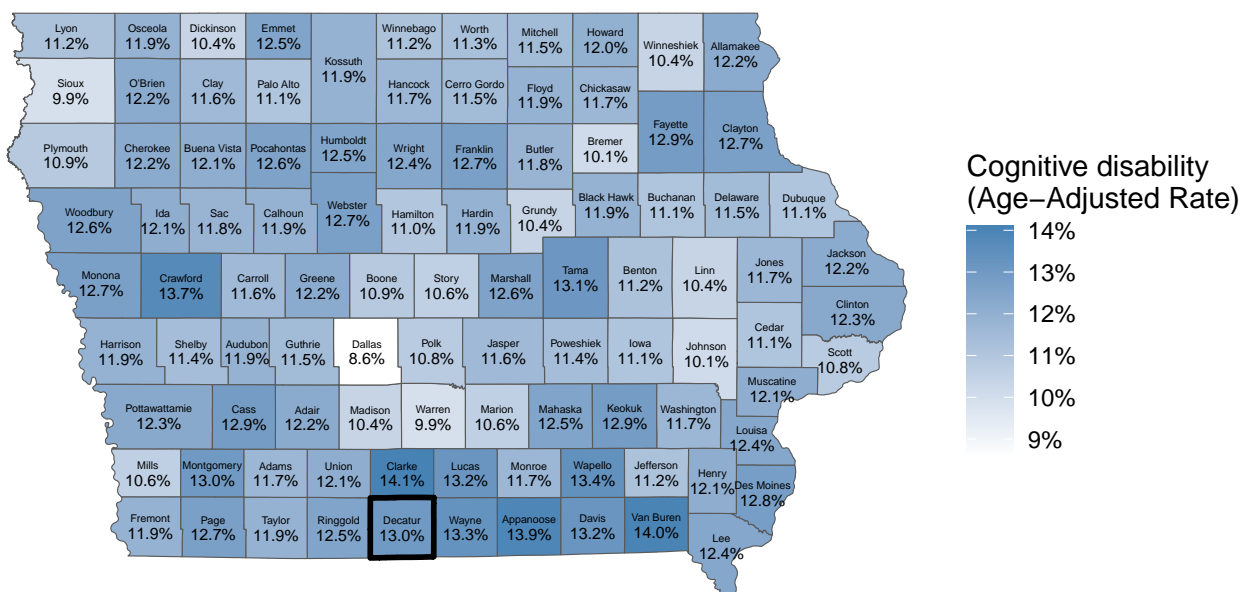 Lyon
11.2%
Osceola
11.9%
Dickinson
10.4%
Emmet
12.5%
Kossuth
11.9%
Winnebago
11.2%
Worth
11.3%
Mitchell
11.5%
Howard
12.0%
Winneshiek
10.4%
Allamakee
12.2%
Sioux
9.9%
O'Brien
12.2%
Clay
11.6%
Palo Alto
11.1%
Hancock
11.7%
Cerro Gordo
11.5%
Floyd
11.9%
Chickasaw
11.7%
Plymouth
10.9%
Cherokee
12.2%
Buena Vista
12.1%
Pocahontas
12.6%
Humboldt
12.5%
Wright
12.4%
Franklin
12.7%
Butler
11.8%
Bremer
10.1%
Fayette
12.9%
Clayton
12.7%
Woodbury
12.6%
Ida
12.1%
Sac
11.8%
Calhoun
11.9%
Webster
12.7%
Hamilton
11.0%
Hardin
11.9%
Grundy
10.4%
Black Hawk
11.9%
Buchanan
11.1%
Delaware
11.5%
Dubuque
11.1%
Monona
12.7%
Crawford
13.7%
Carroll
11.6%
Greene
12.2%
Boone
10.9%
Story
10.6%
Marshall
12.6%
Tama
13.1%
Benton
11.2%
Linn
10.4%
Jones
11.7%
Jackson
12.2%
Clinton
12.3%
Harrison
11.9%
Shelby
11.4%
Audubon
11.9%
Guthrie
11.5%
Dallas
8.6%
Polk
10.8%
Jasper
11.6%
Poweshiek
11.4%
Iowa
11.1%
Johnson
10.1%
Cedar
11.1%
Scott
10.8%
Muscatine
12.1%
Pottawattamie
12.3%
Cass
12.9%
Adair
12.2%
Madison
10.4%
Warren
9.9%
Marion
10.6%
Mahaska
12.5%
Keokuk
12.9%
Washington
11.7%
Louisa
12.4%
Mills
10.6%
Montgomery
13.0%
Adams
11.7%
Union
12.1%
Clarke
14.1%
Lucas
13.2%
Monroe
11.7%
Wapello
13.4%
Jefferson
11.2%
Henry
12.1%
Des Moines
12.8%
Fremont
11.9%
Page
12.7%
Taylor
11.9%
Ringgold
12.5%
Decatur
13.0%
Wayne
13.3%
Appanoose
13.9%
Davis
13.2%
Van Buren
14.0%
Lee
12.4%
Cognitive disability
(Age−Adjusted Rate)
14%
13%
12%
11%
10%
9%